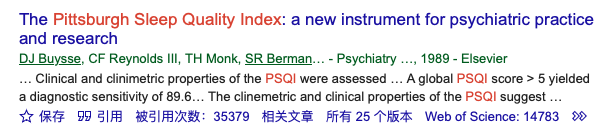 The Pittsburgh Sleep Quality Index: a new instrument for psychiatric practice
and research
DJ Buysse, CF Reynolds III, TH Monk, SR Berman… - Psychiatry …, 1989 - Elsevier
… Clinical and clinimetric properties of the PSQI were assessed … A global PSQI score > 5 yielded
a diagnostic sensitivity of 89.6… The clinemetric and clinical properties of the PSQI suggest …
保存 引用 被引用次数：35379 相关文章 所有 25 个版本 Web of Science: 14783